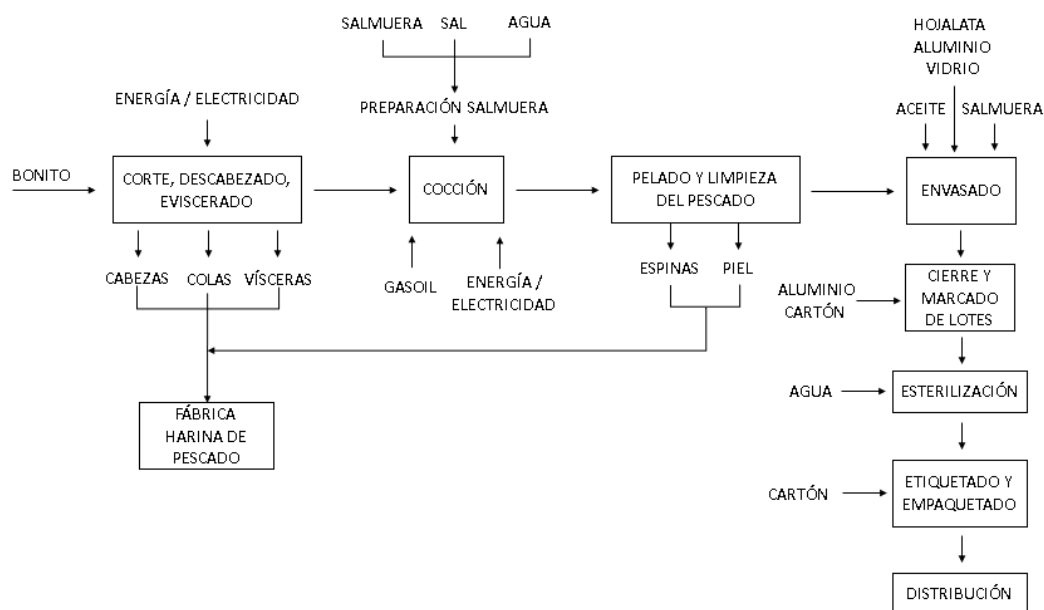 SALMUERA
SAL
AGUA
HOJALATA
ALUMINIO
VIDRIO
ENERGÍA / ELECTRICIDAD
PREPARACIÓN SALMUERA
ACEITE
SALMUERA
BONITO
CORTE, DESCABEZADO,
EVISCERADO
COCCIÓN
PELADO Y LIMPIEZA
DEL PESCADO
ENVASADO
CABEZAS
COLAS
VÍSCERAS
GASOIL
ENERGÍA /
ELECTRICIDAD
ESPINAS
PIEL
ALUMINIO
CARTÓN
CIERRE Y
MARCADO
DE LOTES
AGUA
ESTERILIZACIÓN
FÁBRICA
HARINA DE
PESCADO
CARTÓN
ETIQUETADO Y
EMPAQUETADO
DISTRIBUCIÓN